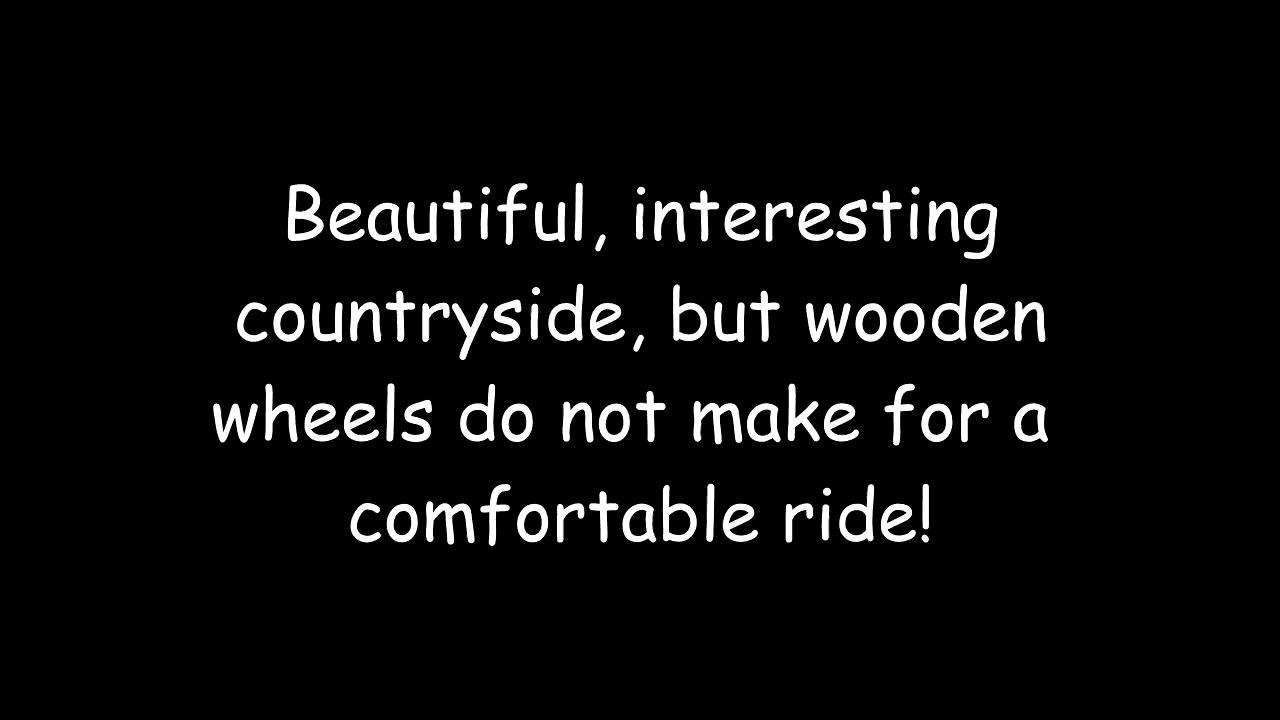 Beautiful, interesting
countryside, but wooden
wheels do not make for a
comfortable ride!